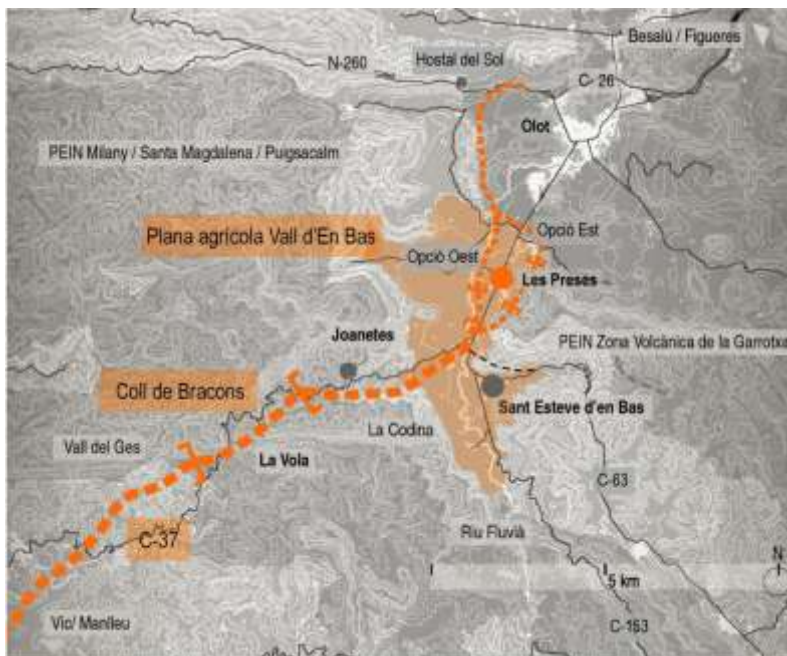 Besalú / Figueres
Hostal del Sol
N-260
C- 26
Olot
PEIN Milany / Santa Magdalena / Puigsacalm
Plana agrícola Vall d'En Bas
Opció Est
Opció Oest
Les Preses
Joanetes
PEIN Zona Volcànica de la Garrotxa
Coll de Bracons
Sant Esteve d'en Bas
La Codina
Vall del Ges
La Vola
C-63
Riu Fluvià
C-37
N
5 km
Vic/ Manlleu
C-153